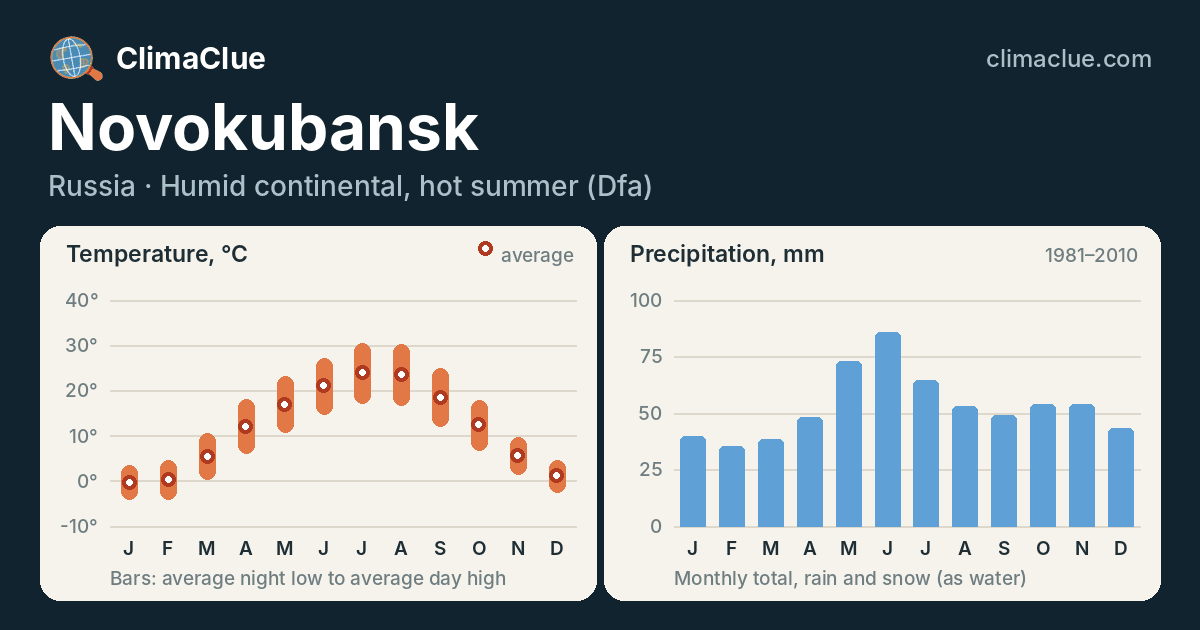 ClimaClue
climaclue.com
Novokubansk
Russia · Humid continental, hot summer (Dfa)
Temperature, °C
average
40°
30°
20°
10°
0°
-10°
J F M A M J J A S O N D
Bars: average night low to average day high
Precipitation, mm
1981–2010
100
75
50
25
0
J F M A M J J A S O N D
Monthly total, rain and snow (as water)